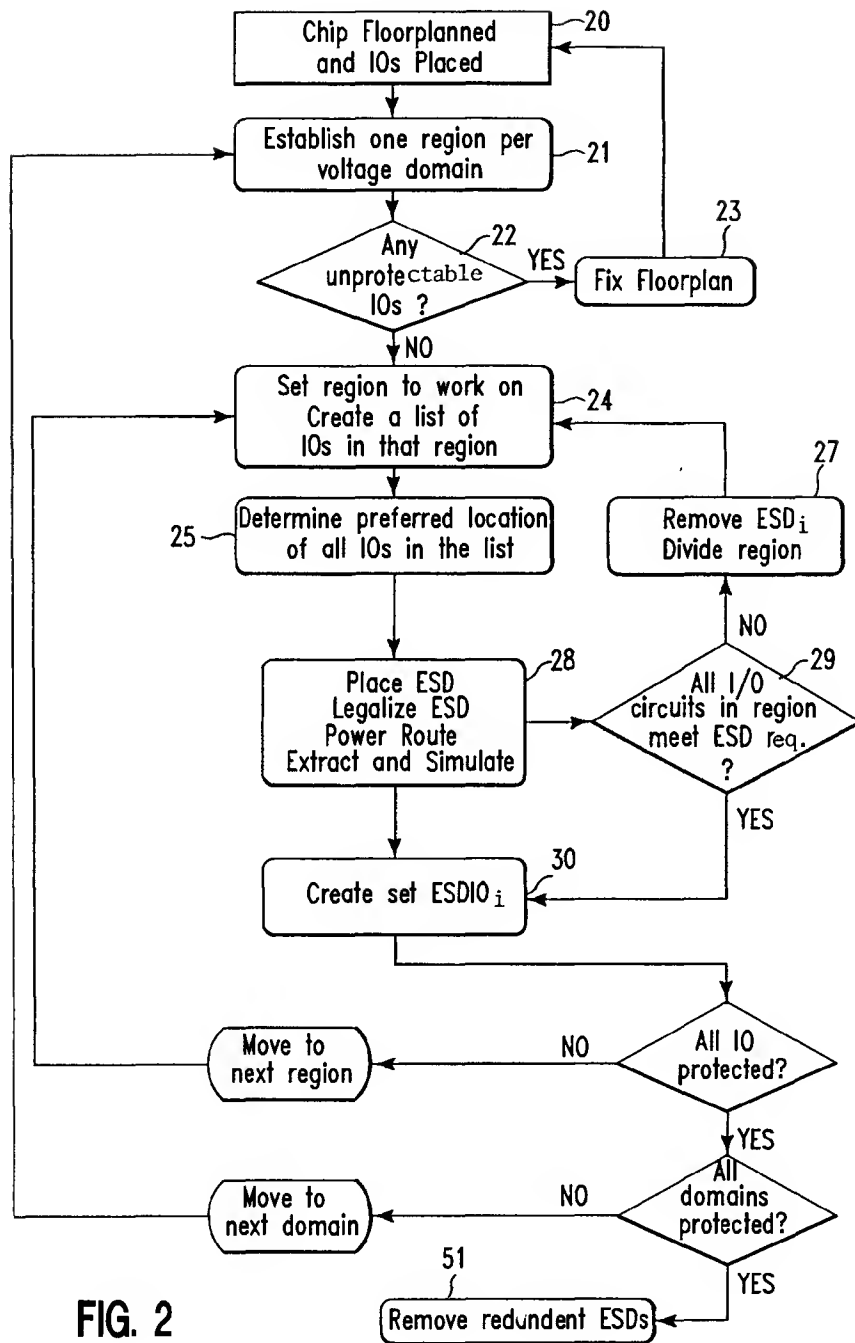 20
Chip Floorplanned
and IOs Placed
Establish one region per
voltage domain
21
22
Any
unprotectable
IOs ?
YES
23
Fix Floorplan
NO
Set region to work on
Create a list of
IOs in that region
24
25
Determine preferred location
of all IOs in the list
27
Remove ESDi
Divide region
NO
28
Place ESD
Legalize ESD
Power Route
Extract and Simulate
29
All I/O
circuits in region
meet ESD req.
?
YES
30
Create set ESDIOi
Move to
next region
NO
All IO
protected?
YES
Move to
next domain
NO
All
domains
protected?
YES
51
Remove redundent ESDs
FIG. 2